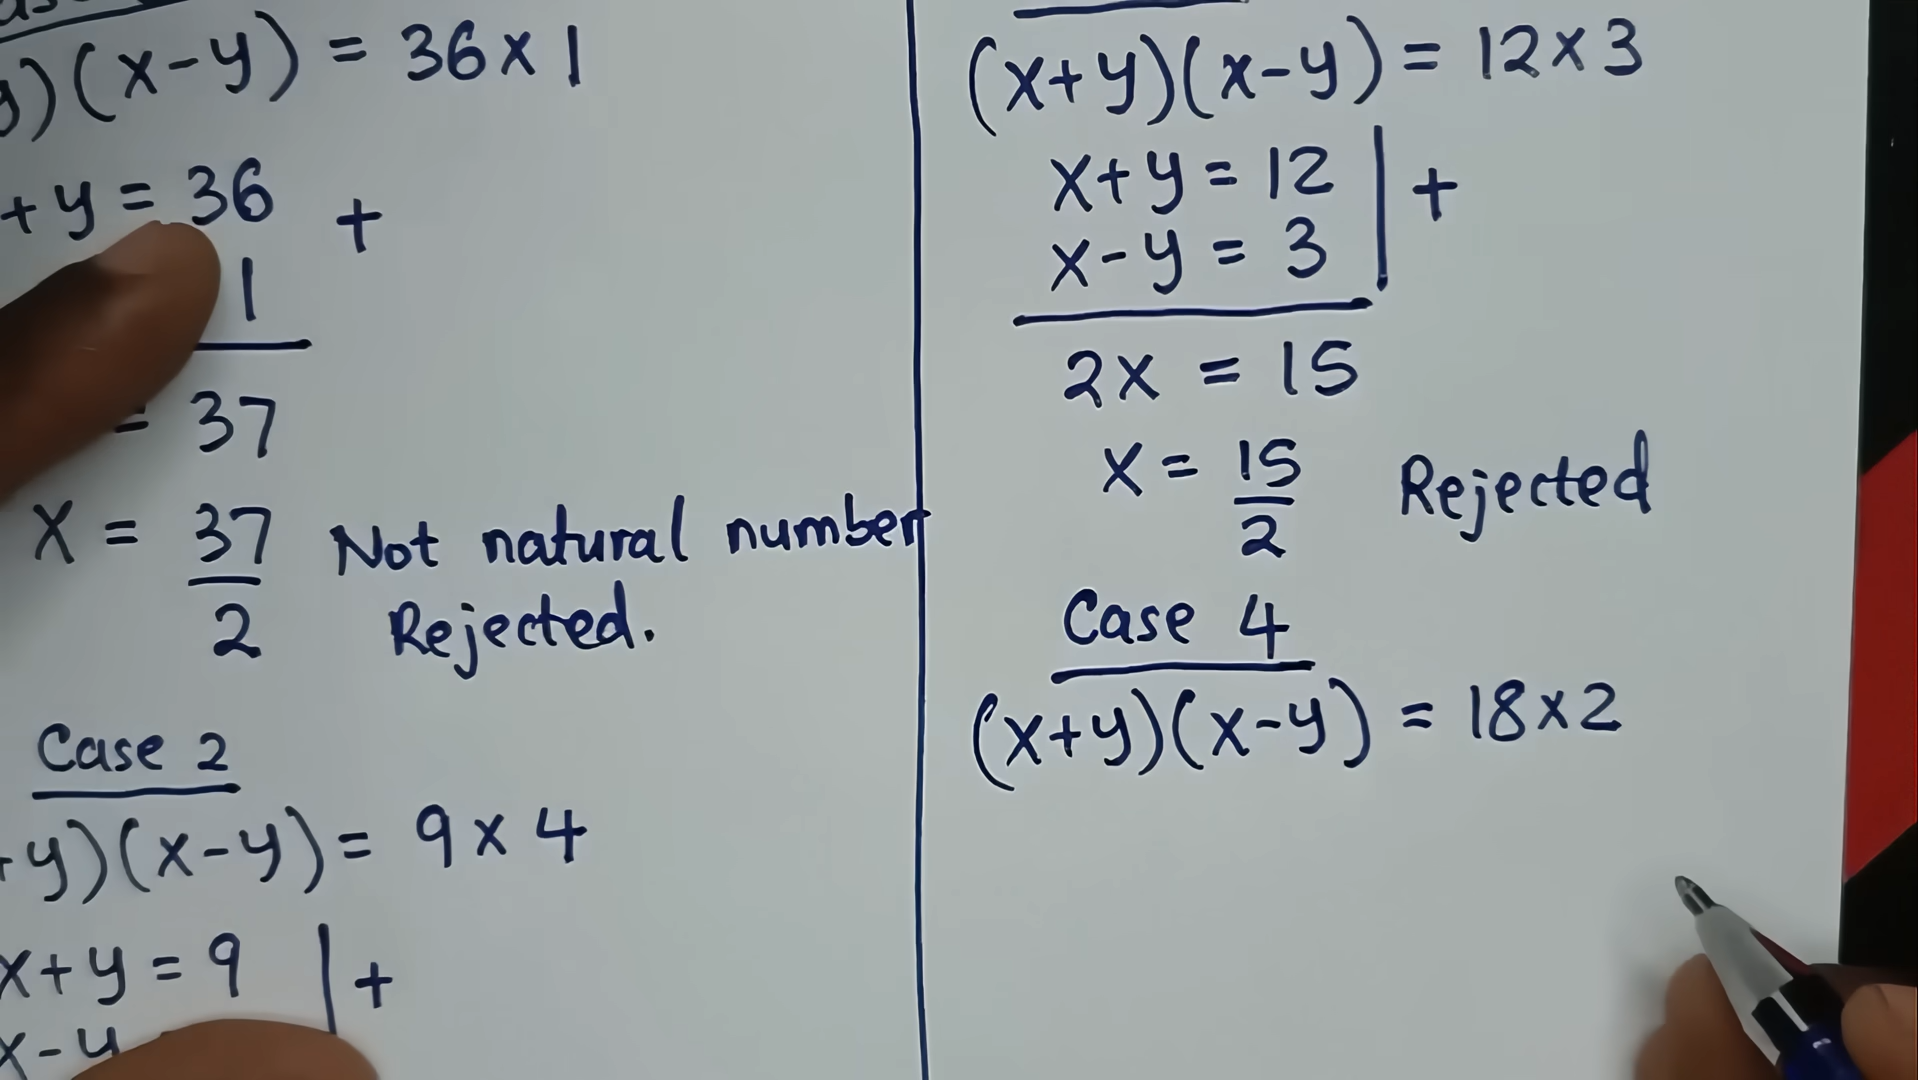 y)(x-y) = 36 x 1
+ y = 36 +
1
= 37
x = 37/2 Not natural number
Rejected.
Case 2
+y)(x-y) = 9 x 4
x+y = 9 | +
x-y
(x+y)(x-y) = 12 x 3
x+y = 12 | +
x-y = 3
2x = 15
x = 15/2 Rejected
Case 4
(x+y)(x-y) = 18 x 2